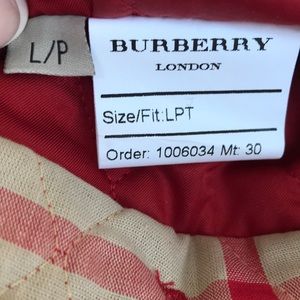 L/P
BURBERRY
LONDON
Size/Fit:LPT
Order: 1006034 Mt: 30